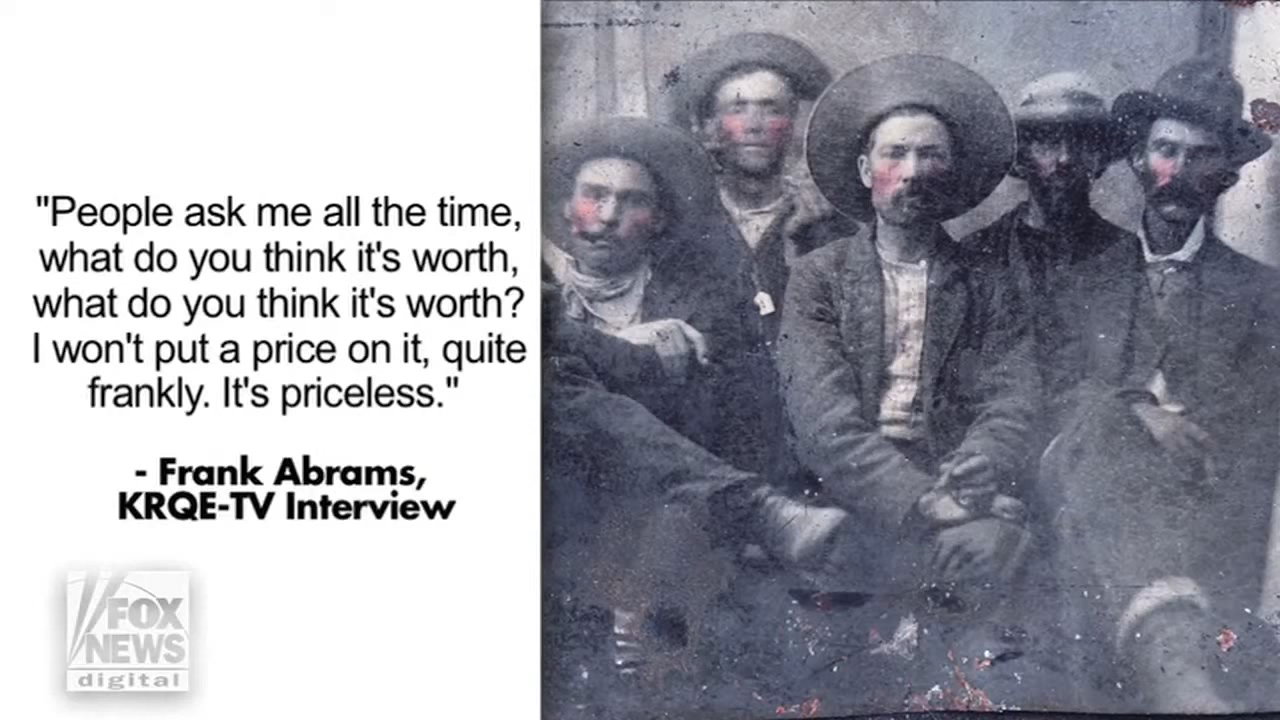 "People ask me all the time,
what do you think it's worth,
what do you think it's worth?
I won't put a price on it, quite
frankly. It's priceless."
- Frank Abrams,
KRQE-TV Interview
FOX
NEWS
digital